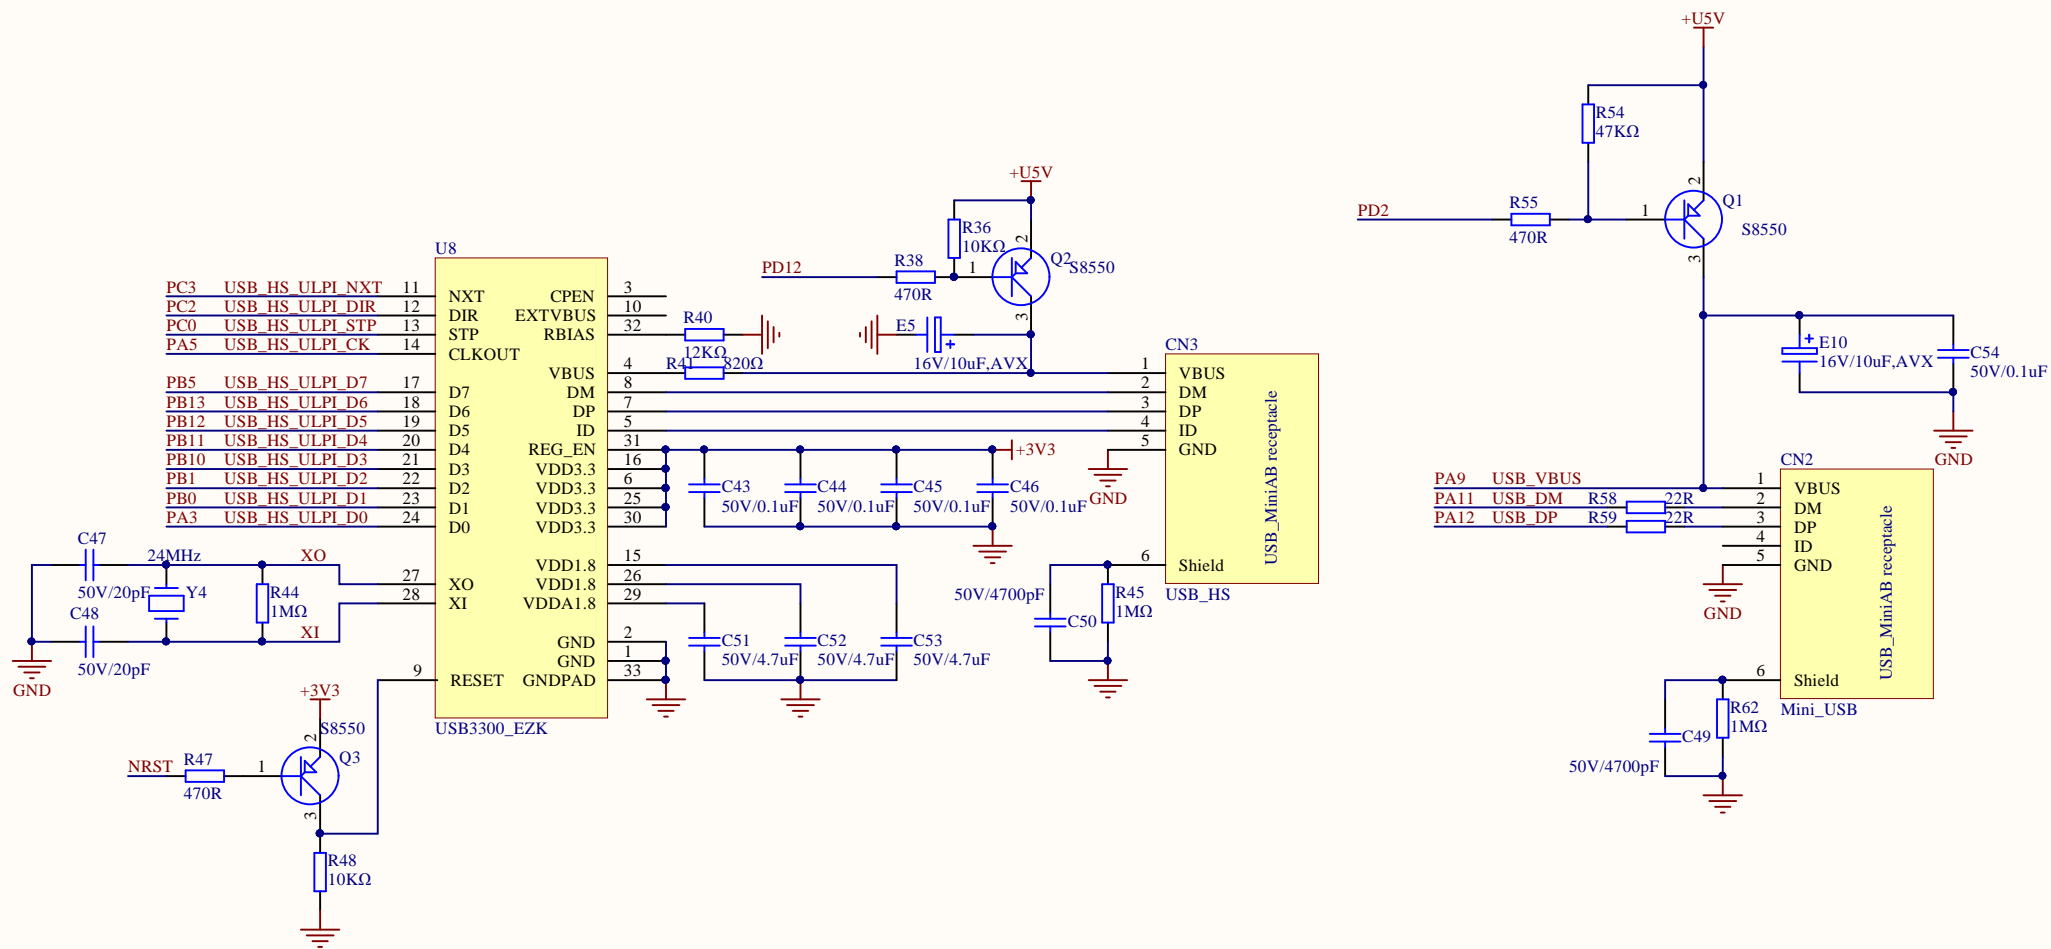 +U5V
R54
47KΩ
2
Q1
S8550
PD2
R55
470R
1
3
E10
16V/10uF,AVX
C54
50V/0.1uF
GND
+U5V
R36
10KΩ
2
Q2
S8550
PD12
R38
470R
1
3
E5
16V/10uF,AVX
U8
PC3 USB_HS_ULPI_NXT 11 NXT
PC2 USB_HS_ULPI_DIR 12 DIR
PC0 USB_HS_ULPI_STP 13 STP
PA5 USB_HS_ULPI_CK 14 CLKOUT
PB5 USB_HS_ULPI_D7 17 D7
PB13 USB_HS_ULPI_D6 18 D6
PB12 USB_HS_ULPI_D5 19 D5
PB11 USB_HS_ULPI_D4 20 D4
PB10 USB_HS_ULPI_D3 21 D3
PB1 USB_HS_ULPI_D2 22 D2
PB0 USB_HS_ULPI_D1 23 D1
PA3 USB_HS_ULPI_D0 24 D0
27 XO
28 XI
9 RESET
CPEN 3
EXTVBUS 10
RBIAS 32
VBUS 4
DM 8
DP 7
ID 5
REG_EN 31
VDD3.3 16
VDD3.3 6
VDD3.3 25
VDD3.3 30
VDD1.8 15
VDD1.8 26
VDDA1.8 29
GND 2
GND 1
GNDPAD 33
USB3300_EZK
R40
12KΩ
R41 820Ω
+3V3
C43
50V/0.1uF
C44
50V/0.1uF
C45
50V/0.1uF
C46
50V/0.1uF
C51
50V/4.7uF
C52
50V/4.7uF
C53
50V/4.7uF
CN3
1 VBUS
2 DM
3 DP
4 ID
5 GND
6 Shield
USB_MiniAB receptacle
USB_HS
GND
50V/4700pF
C50
R45
1MΩ
C47
50V/20pF
C48
50V/20pF
24MHz
Y4
R44
1MΩ
XO
XI
GND
+3V3
S8550
2
Q3
NRST
R47
470R
1
3
R48
10KΩ
CN2
PA9 USB_VBUS 1 VBUS
PA11 USB_DM R58 22R 2 DM
PA12 USB_DP R59 22R 3 DP
4 ID
5 GND
6 Shield
USB_MiniAB receptacle
Mini_USB
GND
R62
1MΩ
C49
50V/4700pF